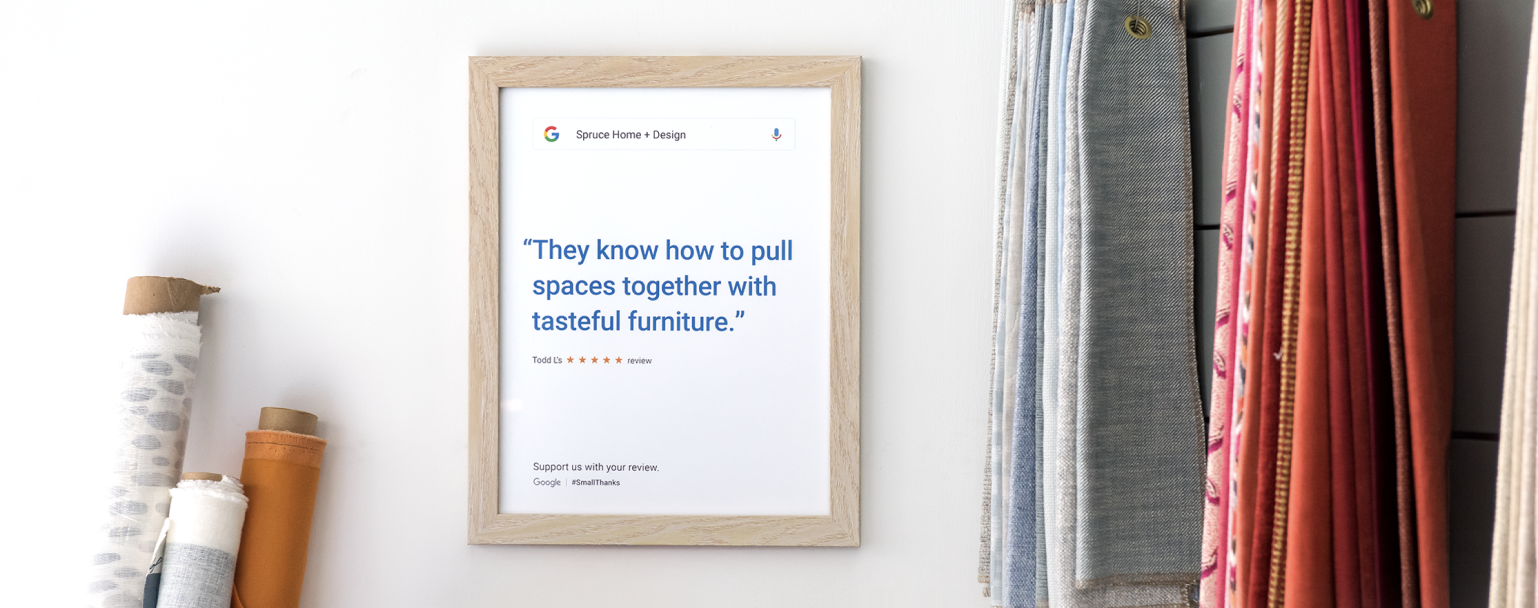 G Spruce Home + Design
“They know how to pull
spaces together with
tasteful furniture.”
Todd L's ★★★★★ review
Support us with your review.
Google | #SmallThanks